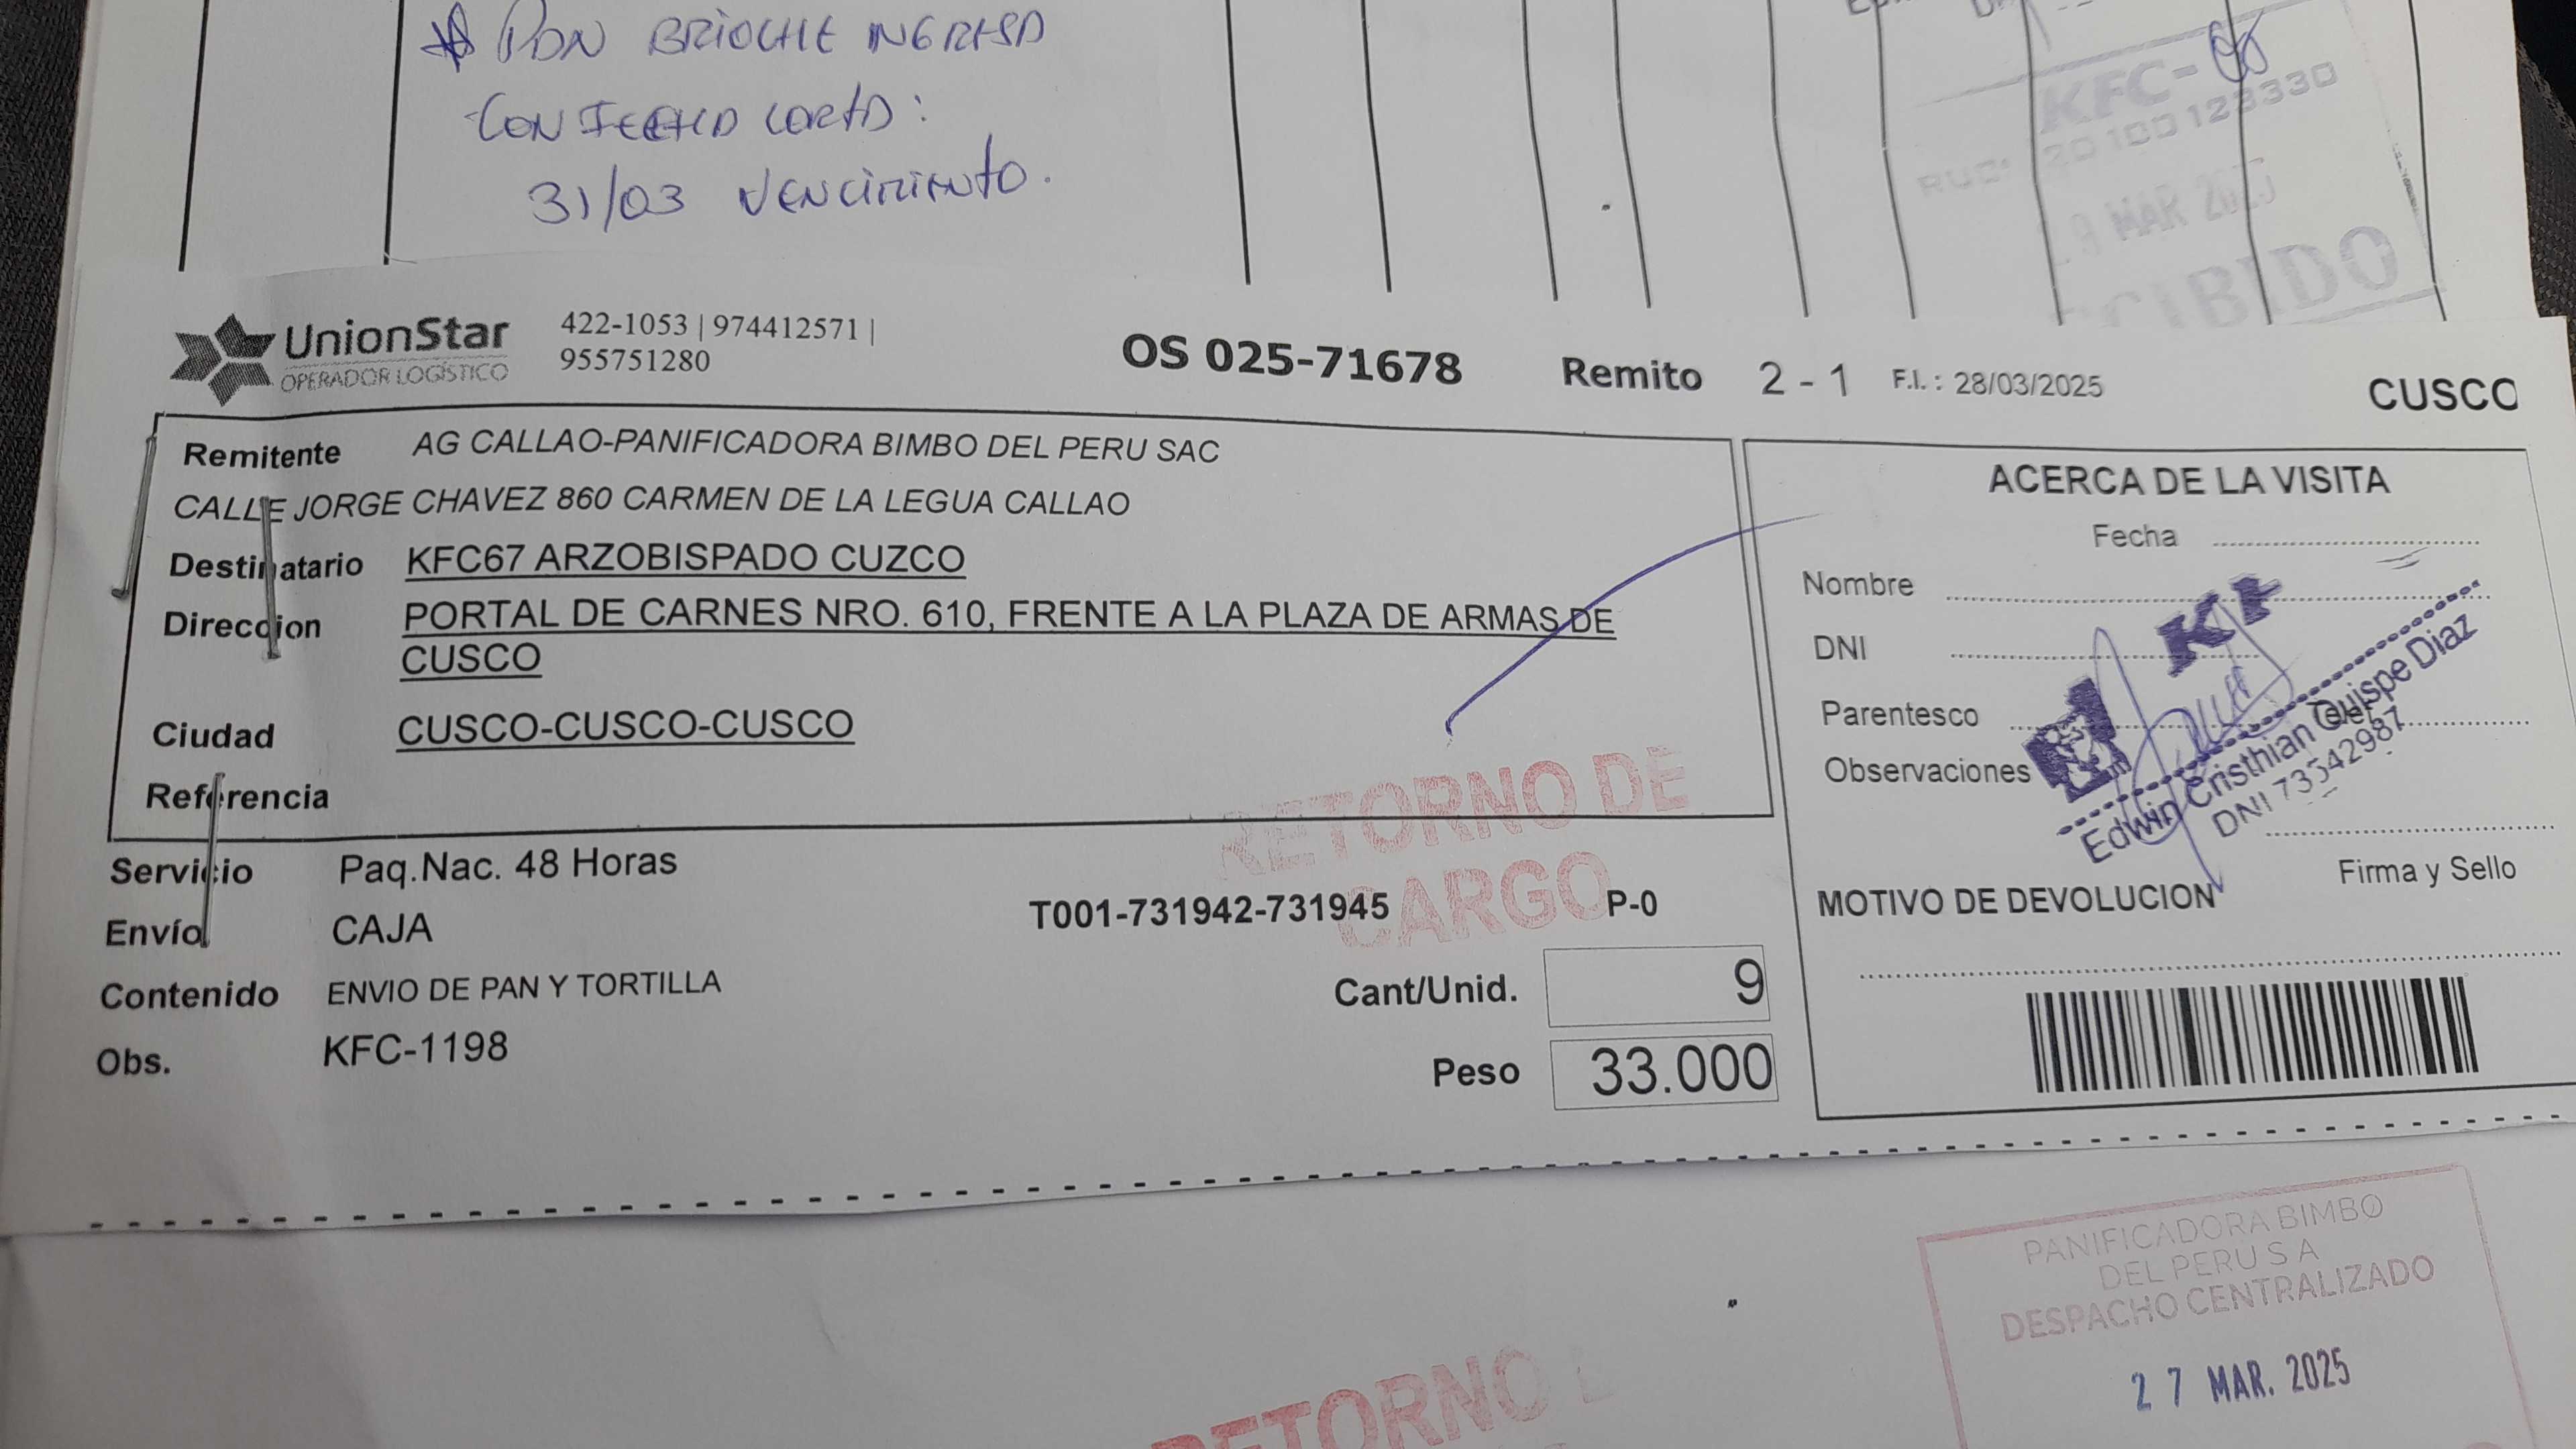 * PAN BRIOCHE INGRESA
CON FECHA CORTA:
31/03 VENCIMIENTO.
KFC-
RUC: 20100123330
MAR 2025
CIBIDO
UnionStar
OPERADOR LOGÍSTICO
422-1053 | 974412571 |
955751280
OS 025-71678
Remito 2 - 1
F.I. : 28/03/2025
CUSCO
Remitente AG CALLAO-PANIFICADORA BIMBO DEL PERU SAC
CALLE JORGE CHAVEZ 860 CARMEN DE LA LEGUA CALLAO
Destinatario KFC67 ARZOBISPADO CUZCO
Direccion PORTAL DE CARNES NRO. 610, FRENTE A LA PLAZA DE ARMAS DE
CUSCO
Ciudad CUSCO-CUSCO-CUSCO
Referencia
Servicio Paq.Nac. 48 Horas
Envío CAJA
T001-731942-731945 P-0
Contenido ENVIO DE PAN Y TORTILLA
Cant/Unid. 9
Obs. KFC-1198
Peso 33.000
RETORNO DE
CARGO
ACERCA DE LA VISITA
Fecha
Nombre
DNI
Parentesco
Telef
Observaciones
Edwin Cristhian Quispe Diaz
DNI 73542987
Firma y Sello
MOTIVO DE DEVOLUCION
RETORNO
PANIFICADORA BIMBO
DEL PERU S A
DESPACHO CENTRALIZADO
27 MAR. 2025